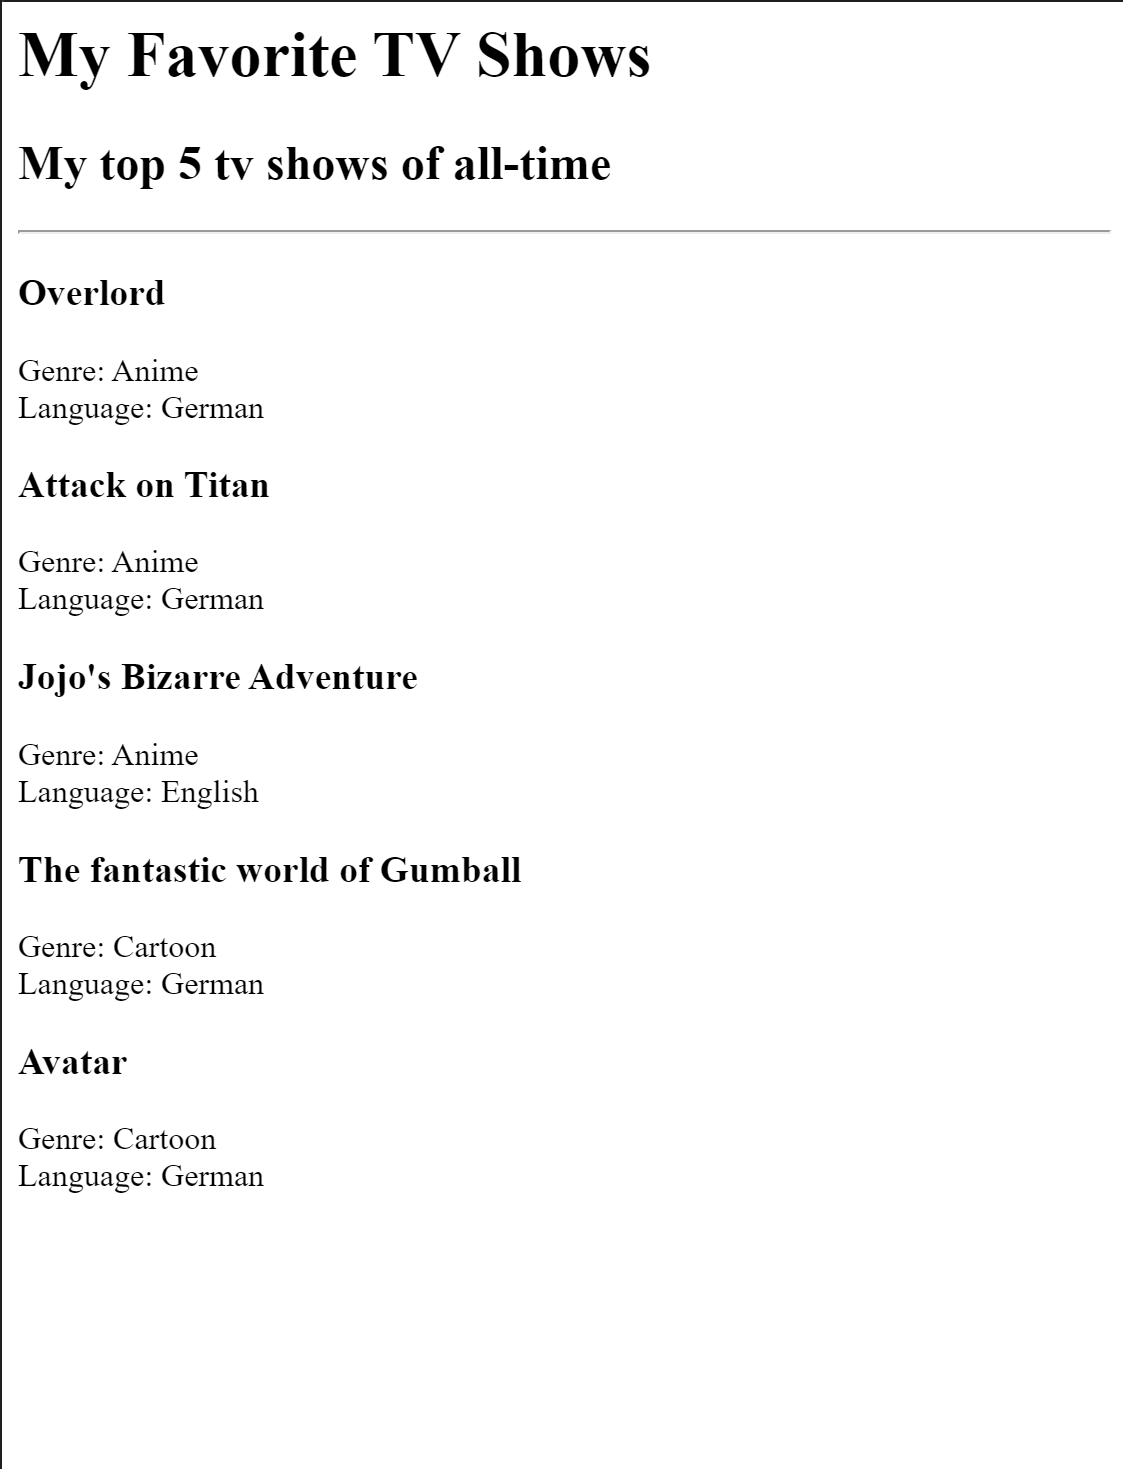 My Favorite TV Shows
My top 5 tv shows of all-time
Overlord
Genre: Anime
Language: German
Attack on Titan
Genre: Anime
Language: German
Jojo's Bizarre Adventure
Genre: Anime
Language: English
The fantastic world of Gumball
Genre: Cartoon
Language: German
Avatar
Genre: Cartoon
Language: German